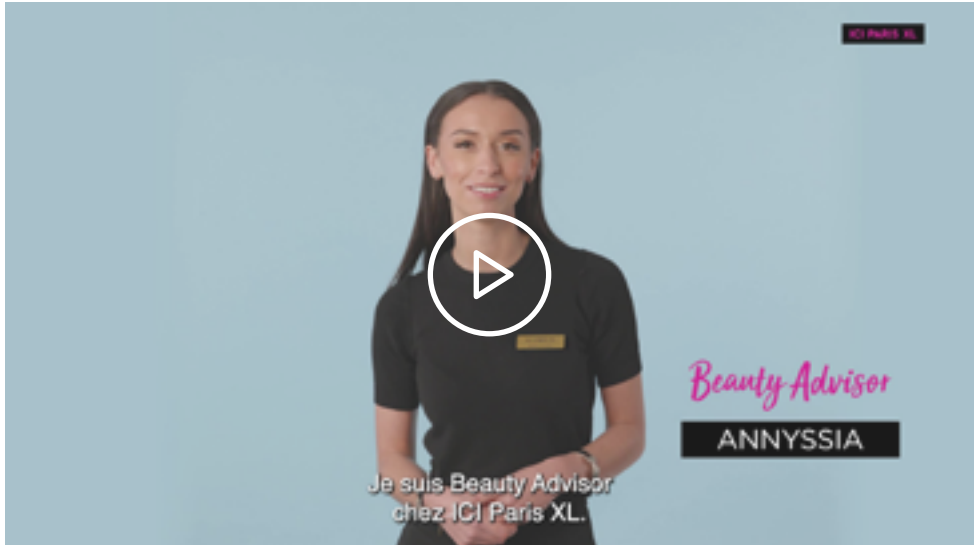 ICI PARIS XL
Beauty Advisor
ANNYSSIA
Je suis Beauty Advisor
chez ICI Paris XL.